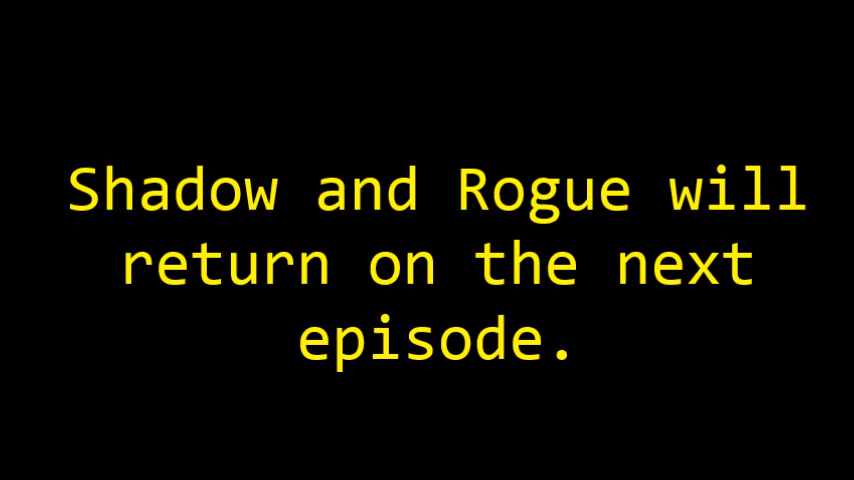 Shadow and Rogue will
return on the next
episode.